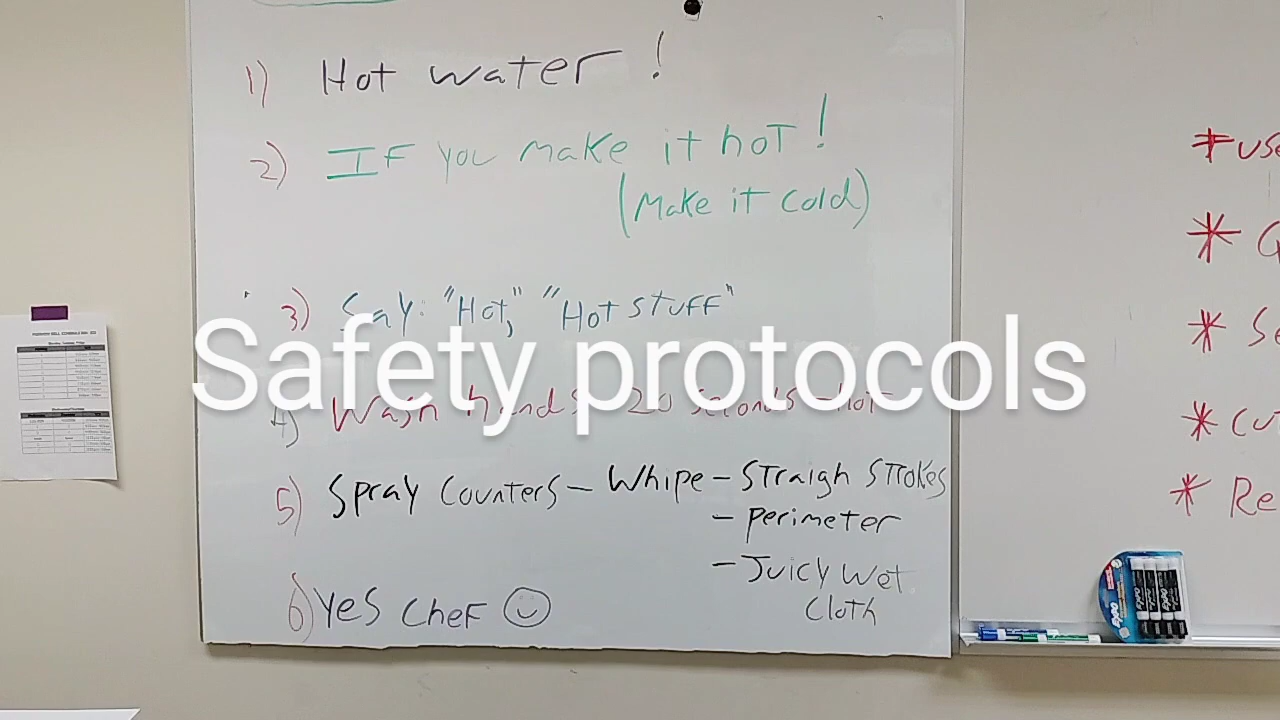 1) Hot water!
2) IF you make it hot!
(Make it cold)
3) Say: "Hot," "Hot stuff"
Safety protocols
4) Wash hands 20 seconds - hot
5) Spray Counters - Whipe - Straigh strokes
- perimeter
- Juicy wet
cloth
6) Yes Chef
* use
*
* Se
* Cu
* Re
EXPO